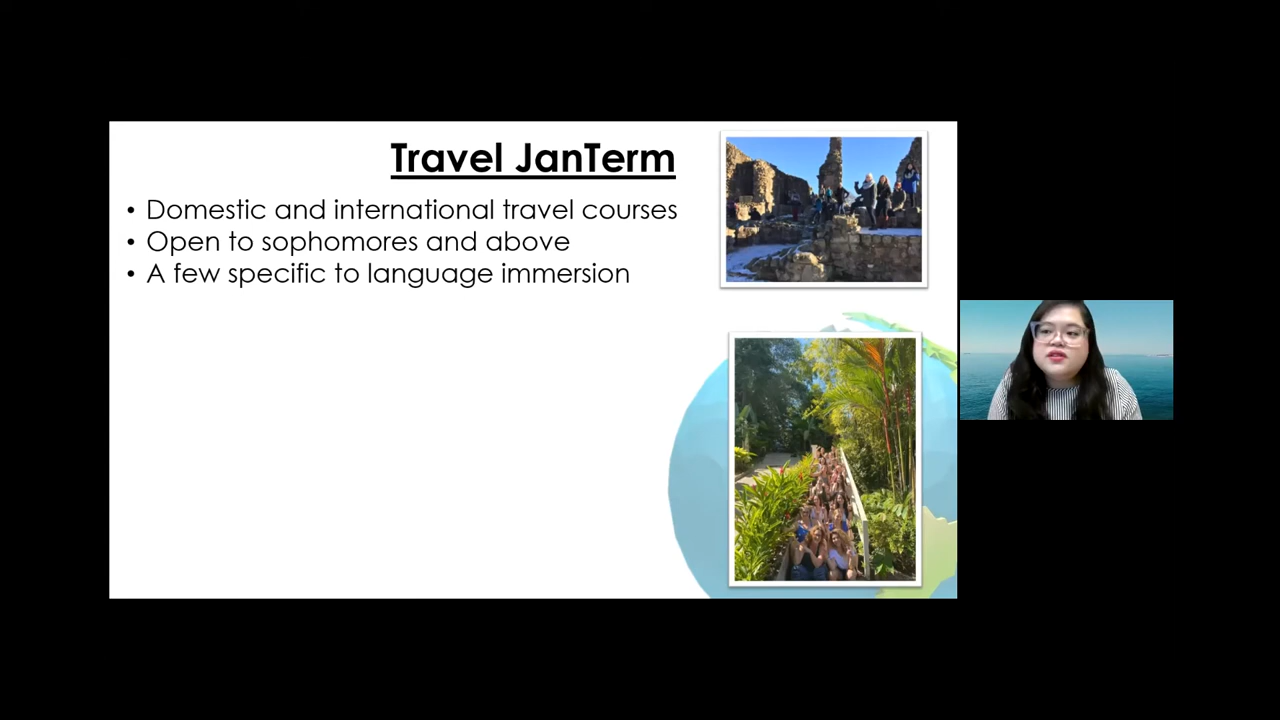 Travel JanTerm
• Domestic and international travel courses
• Open to sophomores and above
• A few specific to language immersion